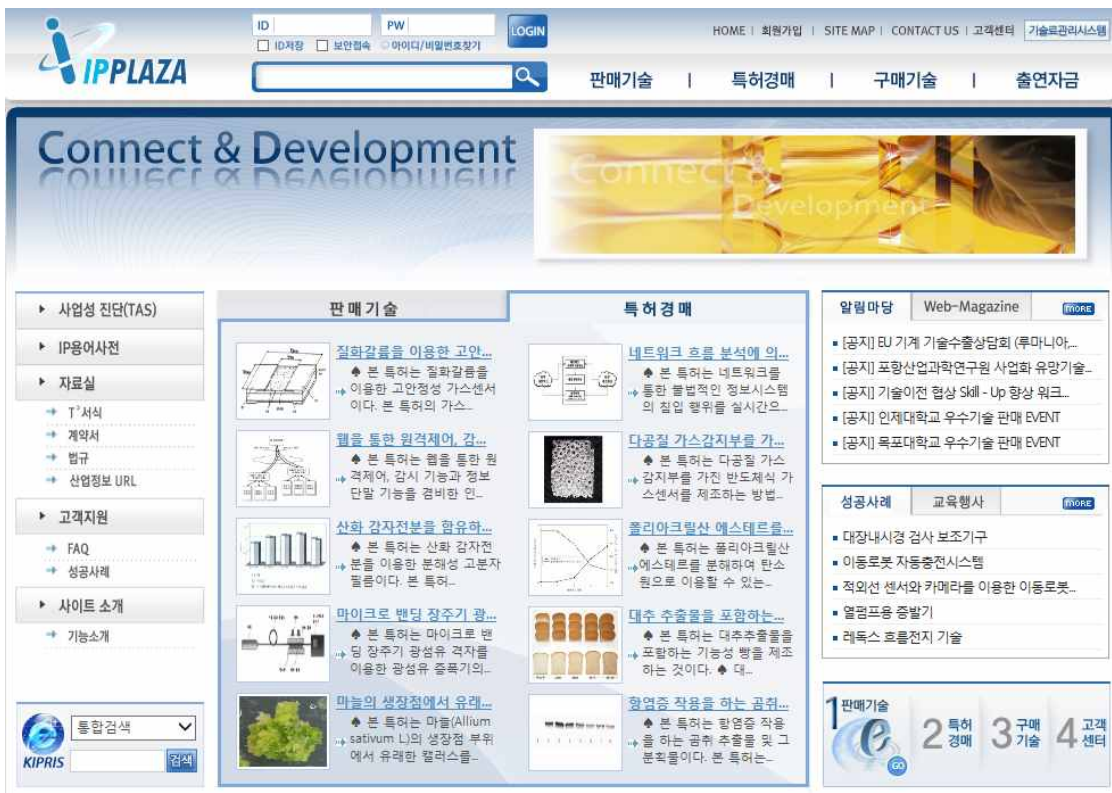 IPPLAZA
ID
PW
LOGIN
ID저장
보안접속
아이디/비밀번호찾기
HOME | 회원가입 | SITE MAP | CONTACT US | 고객센터
기술료관리시스템
판매기술 | 특허경매 | 구매기술 | 출연자금
Connect & Development
Connect &
Development
사업성 진단(TAS)
IP용어사전
자료실
T³서식
계약서
법규
산업정보 URL
고객지원
FAQ
성공사례
사이트 소개
기능소개
KIPRIS
통합검색
검색
판매기술
특허경매
질화갈륨을 이용한 고안...
♠ 본 특허는 질화갈륨을
이용한 고안정성 가스센서
이다. 본 특허의 가스...
웹을 통한 원격제어, 감...
♠ 본 특허는 웹을 통한 원
격제어, 감시 기능과 정보
단말 기능을 겸비한 인...
산화 감자전분을 함유하...
♠ 본 특허는 산화 감자전
분을 이용한 분해성 고분자
필름이다. 본 특허...
마이크로 밴딩 장주기 광...
♠ 본 특허는 마이크로 밴
딩 장주기 광섬유 격자를
이용한 광섬유 증폭기의...
마늘의 생장점에서 유래...
♠ 본 특허는 마늘(Allium
sativum L)의 생장점 부위
에서 유래한 캘러스를...
네트워크 흐름 분석에 의...
♠ 본 특허는 네트워크를
통한 불법적인 정보시스템
의 침입 행위를 실시간으...
다공질 가스감지부를 가...
♠ 본 특허는 다공질 가스
감지부를 가진 반도체식 가
스센서를 제조하는 방법...
폴리아크릴산 에스테르를...
♠ 본 특허는 폴리아크릴산
에스테르를 분해하여 탄소
원으로 이용할 수 있는...
대추 추출물을 포함하는...
♠ 본 특허는 대추추출물을
포함하는 기능성 빵을 제조
하는 것이다. ♠ 대...
항염증 작용을 하는 곰취...
♠ 본 특허는 항염증 작용
을 하는 곰취 추출물 및 그
분획물이다. 본 특허는...
알림마당
Web-Magazine
more
[공지] EU 기계 기술수출상담회 (루마니아,...
[공지] 포항산업과학연구원 사업화 유망기술...
[공지] 기술이전 협상 Skill - Up 향상 워크...
[공지] 인제대학교 우수기술 판매 EVENT
[공지] 목포대학교 우수기술 판매 EVENT
성공사례
교육행사
more
대장내시경 검사 보조기구
이동로봇 자동충전시스템
적외선 센서와 카메라를 이용한 이동로봇...
열펌프용 증발기
레독스 흐름전지 기술
1 판매기술
GO
2 특허 경매
3 구매 기술
4 고객 센터